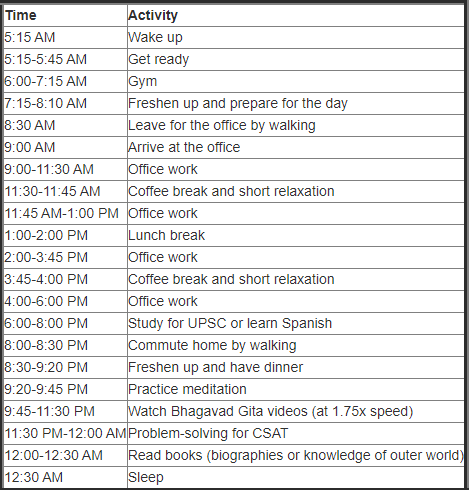 Time Activity
5:15 AM Wake up
5:15-5:45 AM Get ready
6:00-7:15 AM Gym
7:15-8:10 AM Freshen up and prepare for the day
8:30 AM Leave for the office by walking
9:00 AM Arrive at the office
9:00-11:30 AM Office work
11:30-11:45 AM Coffee break and short relaxation
11:45 AM-1:00 PM Office work
1:00-2:00 PM Lunch break
2:00-3:45 PM Office work
3:45-4:00 PM Coffee break and short relaxation
4:00-6:00 PM Office work
6:00-8:00 PM Study for UPSC or learn Spanish
8:00-8:30 PM Commute home by walking
8:30-9:20 PM Freshen up and have dinner
9:20-9:45 PM Practice meditation
9:45-11:30 PM Watch Bhagavad Gita videos (at 1.75x speed)
11:30 PM-12:00 AM Problem-solving for CSAT
12:00-12:30 AM Read books (biographies or knowledge of outer world)
12:30 AM Sleep